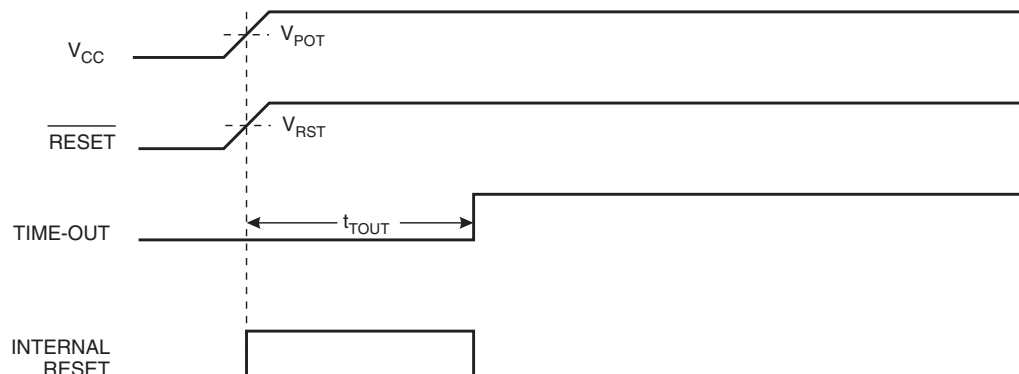 V_POT
V_CC
V_RST
RESET
t_TOUT
TIME-OUT
INTERNAL
RESET